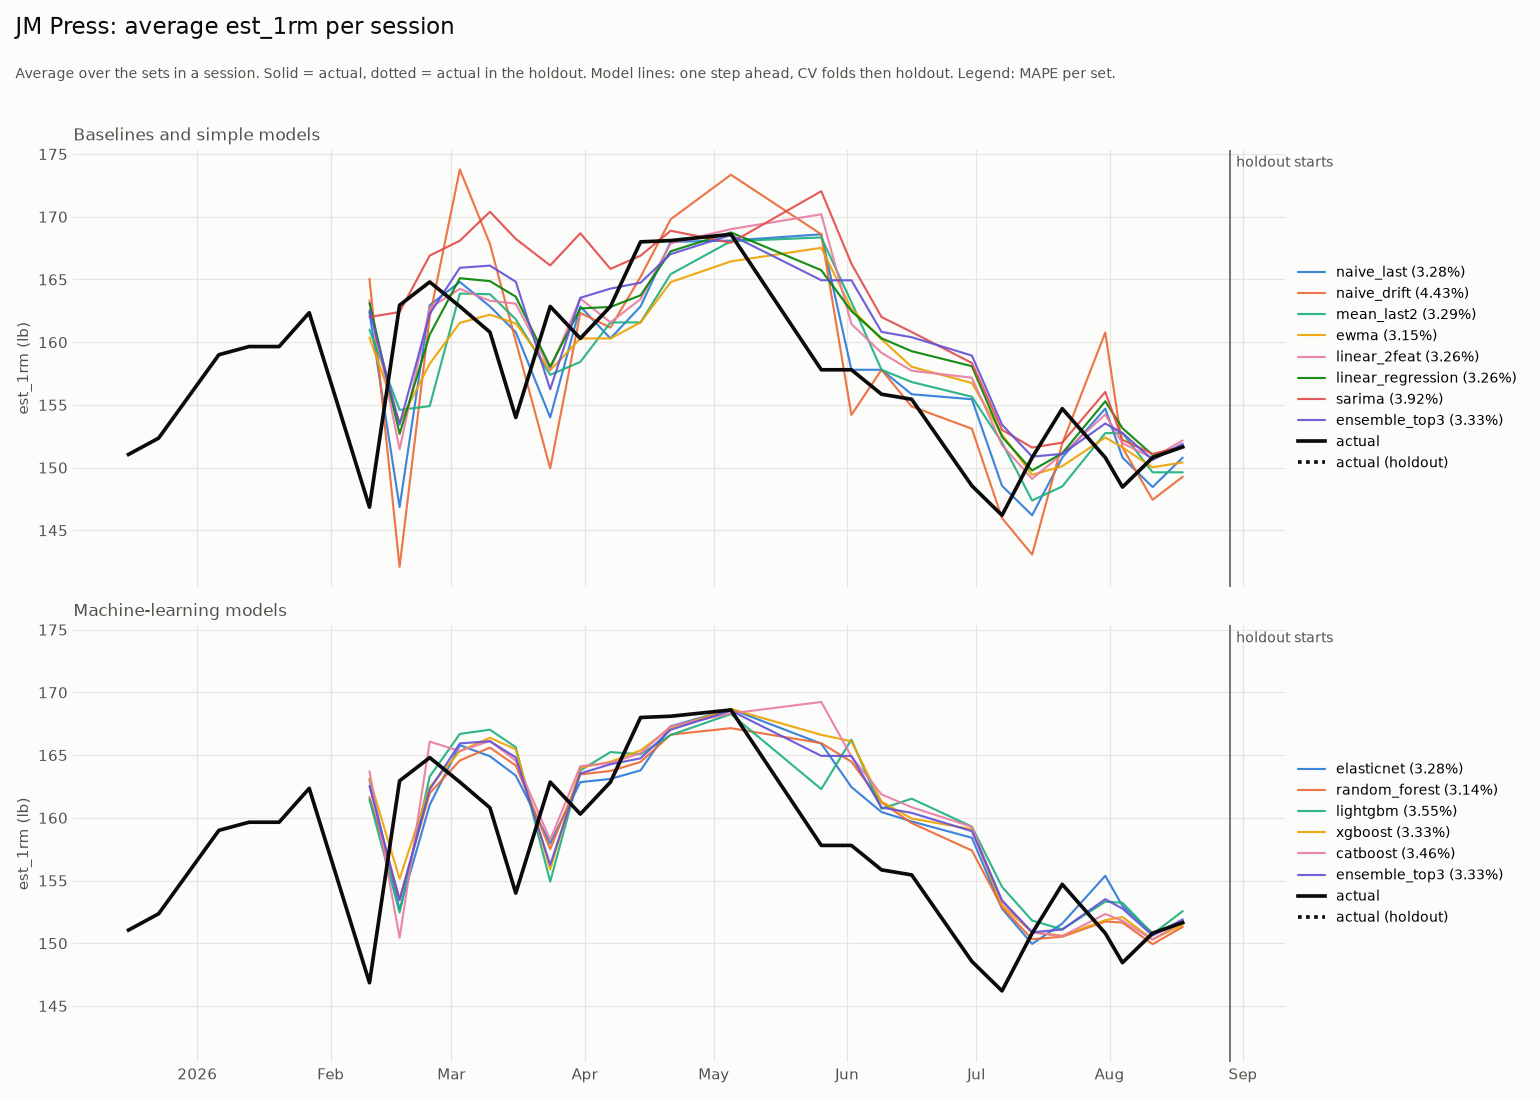 JM Press: average est_1rm per session
Average over the sets in a session. Solid = actual, dotted = actual in the holdout. Model lines: one step ahead, CV folds then holdout. Legend: MAPE per set.
Baselines and simple models
175
170
165
160
155
150
145
est_1rm (lb)
holdout starts
naive_last (3.28%)
naive_drift (4.43%)
mean_last2 (3.29%)
ewma (3.15%)
linear_2feat (3.26%)
linear_regression (3.26%)
sarima (3.92%)
ensemble_top3 (3.33%)
actual
actual (holdout)
Machine-learning models
175
170
165
160
155
150
145
est_1rm (lb)
holdout starts
elasticnet (3.28%)
random_forest (3.14%)
lightgbm (3.55%)
xgboost (3.33%)
catboost (3.46%)
ensemble_top3 (3.33%)
actual
actual (holdout)
2026 Feb Mar Apr May Jun Jul Aug Sep